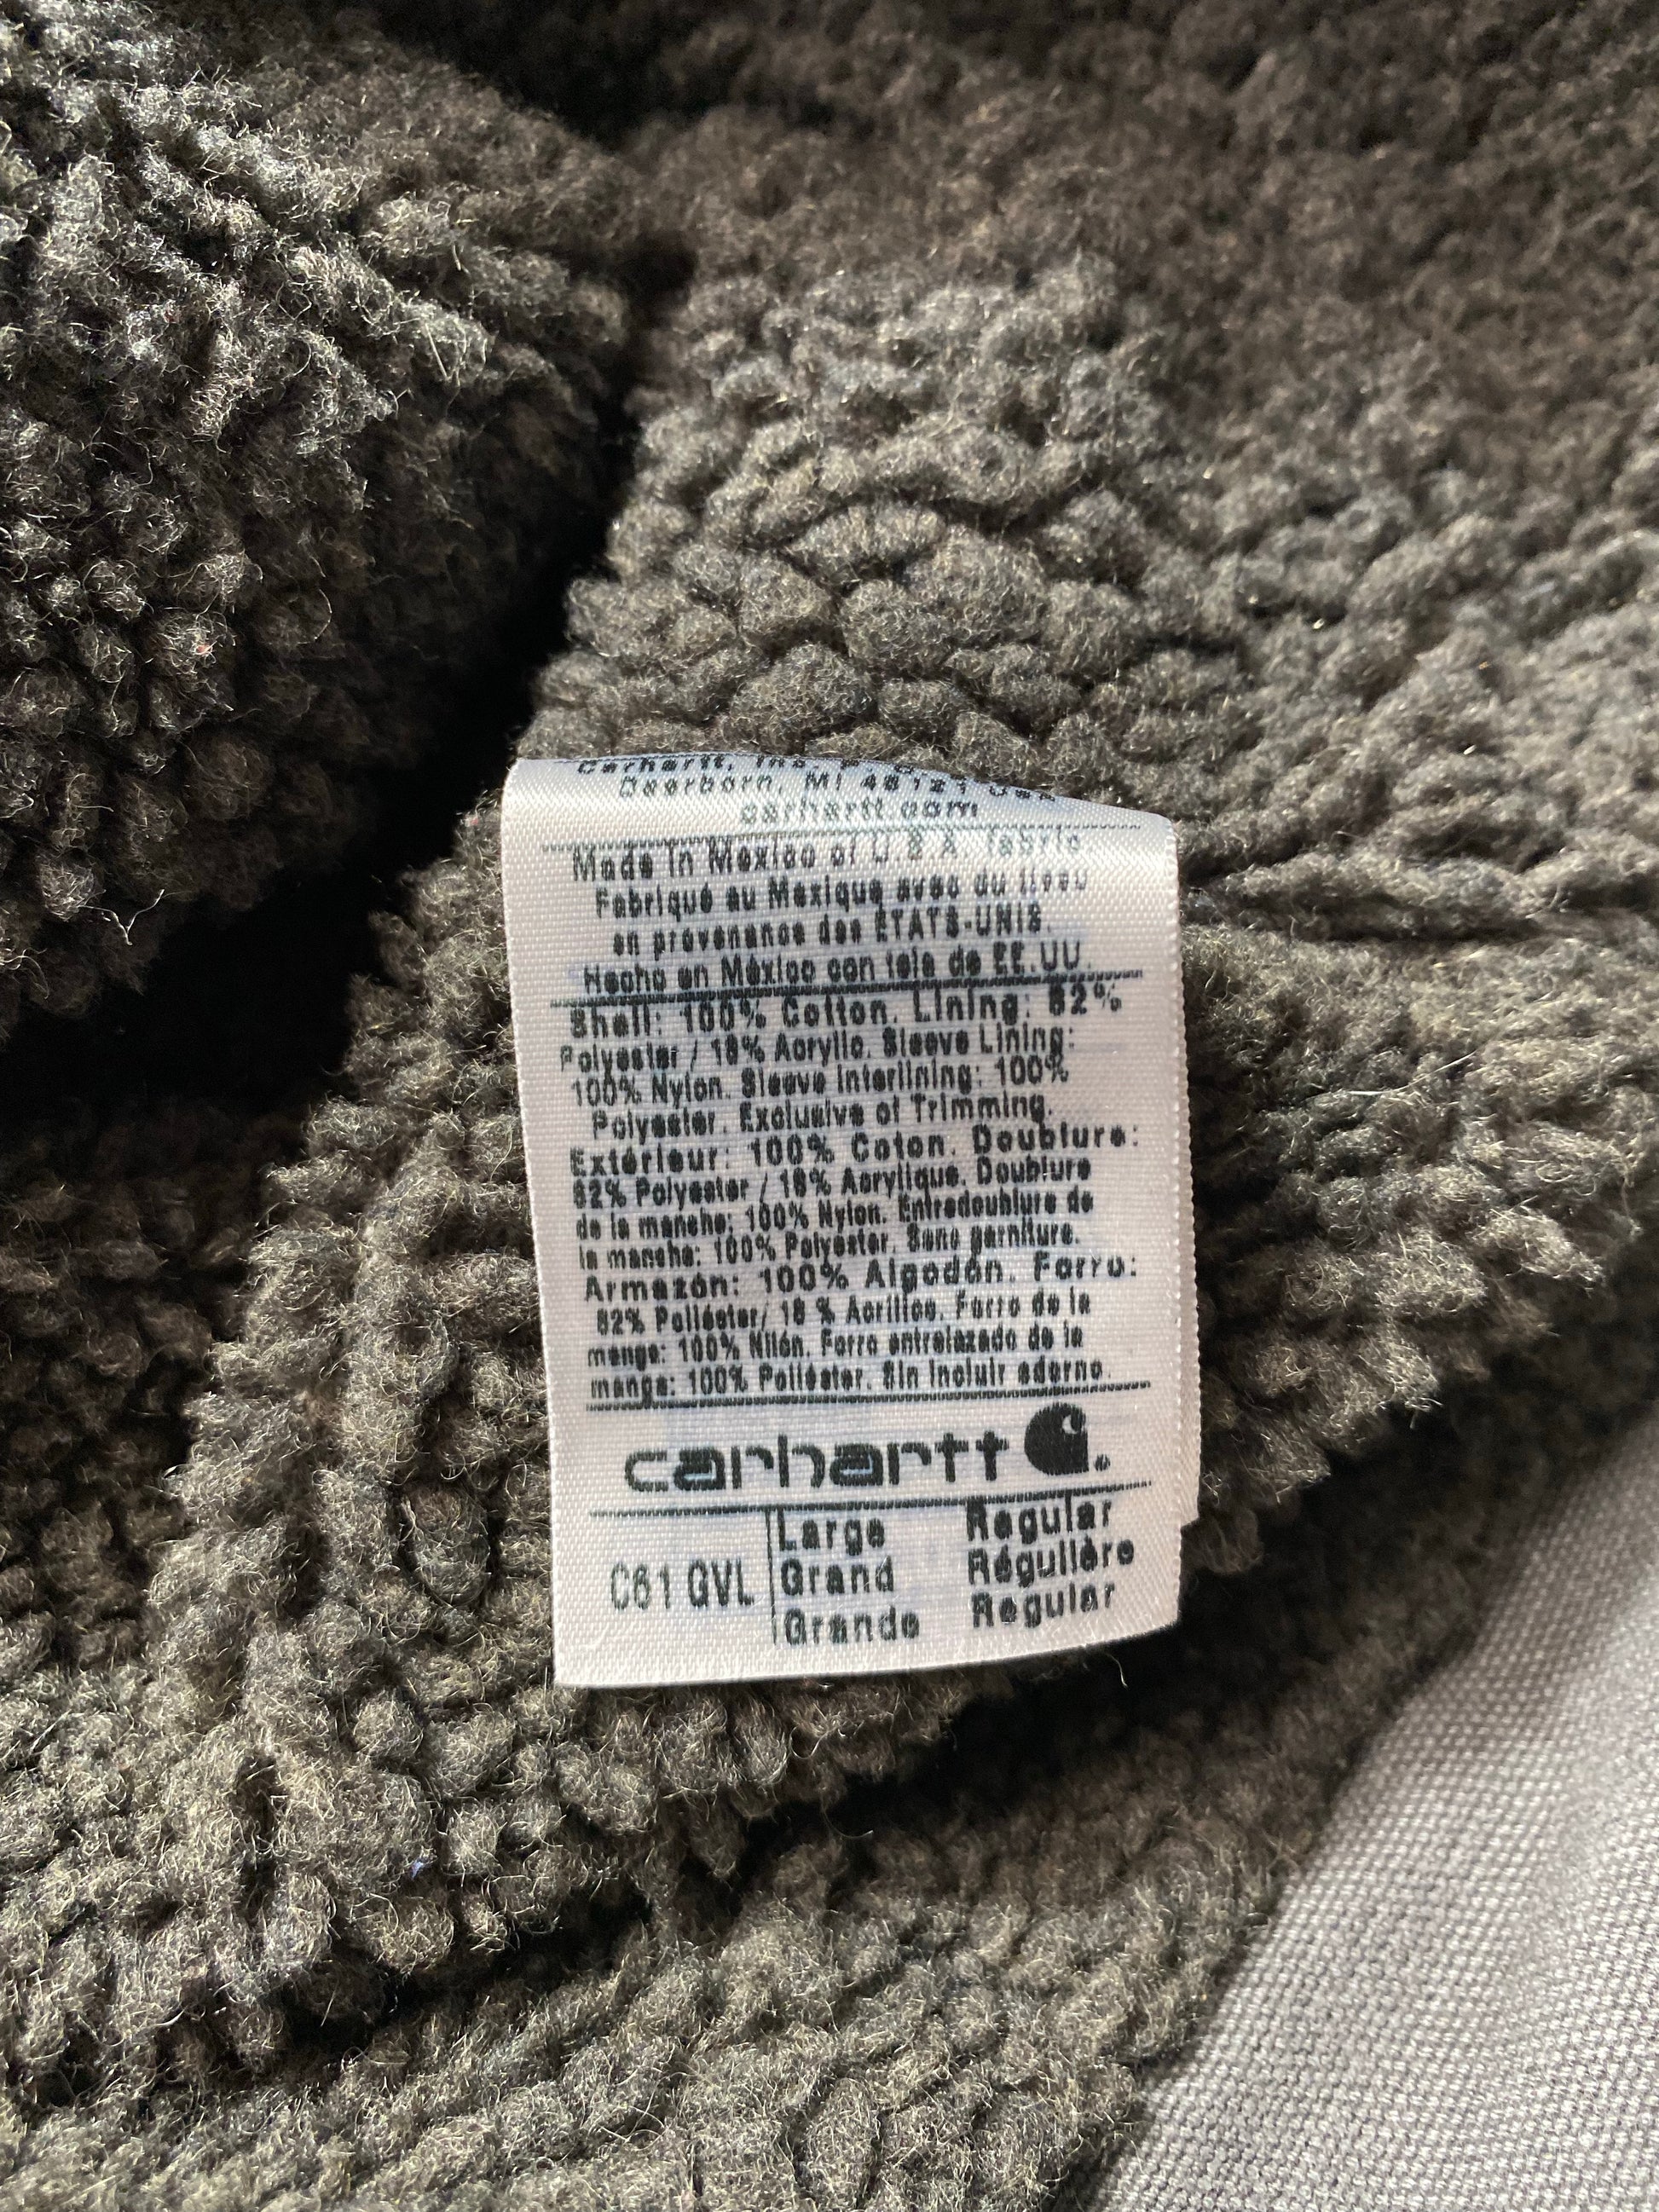 Carhartt, Inc.
Dearborn, MI 48121 USA
carhartt.com
Made in Mexico of U.S.A. fabric
Fabriqué au Mexique avec du tissu
en provenance des ÉTATS-UNIS.
Hecho en México con tela de EE.UU.
Shell: 100% Cotton. Lining: 82%
Polyester / 18% Acrylic. Sleeve Lining:
100% Nylon. Sleeve Interlining: 100%
Polyester. Exclusive of Trimming.
Extérieur: 100% Coton. Doublure:
82% Polyester / 18% Acrylique. Doublure
de la manche: 100% Nylon. Entredoublure de
la manche: 100% Polyester. Sans garniture.
Armazón: 100% Algodón. Forro:
82% Poliéster/ 18 % Acrílico. Forro de la
manga: 100% Nilón. Forro entrelazado de la
manga: 100% Poliéster. Sin incluir adorno.
carhartt
C61 GVL
Large Regular
Grand Régulière
Grande Regular